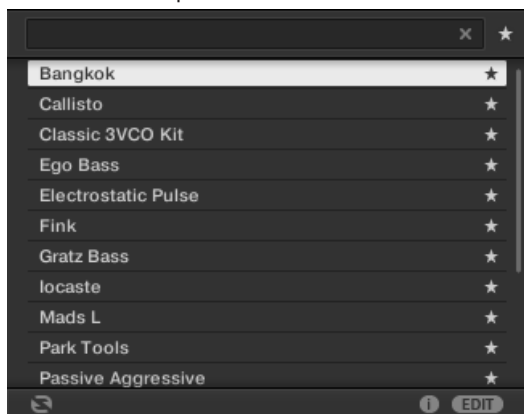 Bangkok
Callisto
Classic 3VCO Kit
Ego Bass
Electrostatic Pulse
Fink
Gratz Bass
Iocaste
Mads L
Park Tools
Passive Aggressive
i EDIT